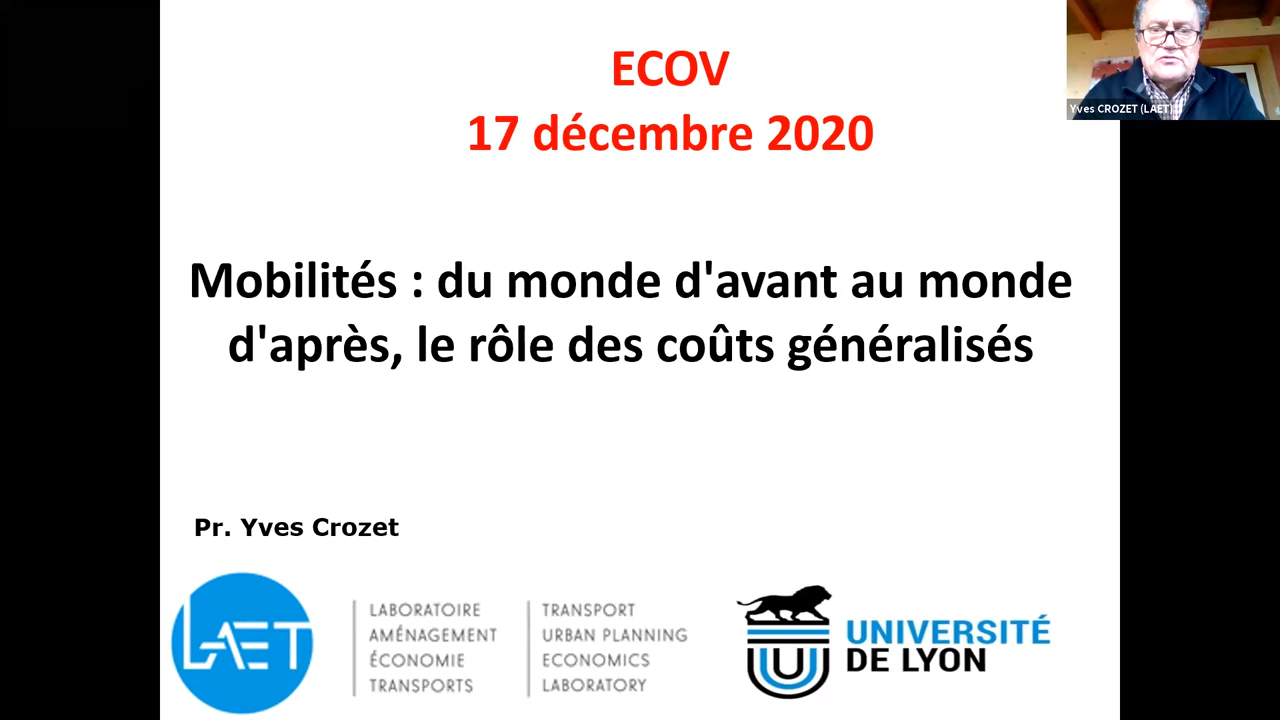 ECOV
17 décembre 2020
Yves CROZET (LAET)
Mobilités : du monde d'avant au monde
d'après, le rôle des coûts généralisés
Pr. Yves Crozet
LAET
LABORATOIRE
AMÉNAGEMENT
ÉCONOMIE
TRANSPORTS
TRANSPORT
URBAN PLANNING
ECONOMICS
LABORATORY
UNIVERSITÉ
DE LYON